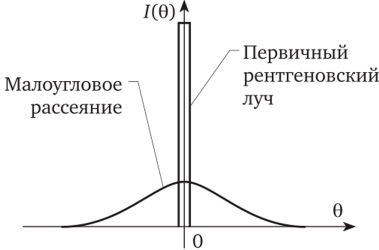 I(θ)
Первичный
рентгеновский
луч
Малоугловое
рассеяние
θ
0